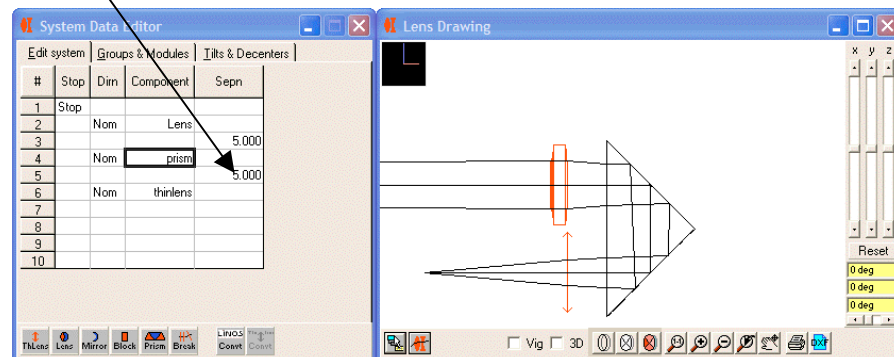 System Data Editor
Edit system Groups & Modules Tilts & Decenters
# Stop Dirn Component Sepn
1 Stop
2 Nom Lens
3 5.000
4 Nom prism
5 5.000
6 Nom thinlens
7
8
9
10
ThLens Lens Mirror Block Prism Break LINOS Convt Convt
Lens Drawing
x y z
Reset
0 deg
0 deg
0 deg
Vig 3D dxf